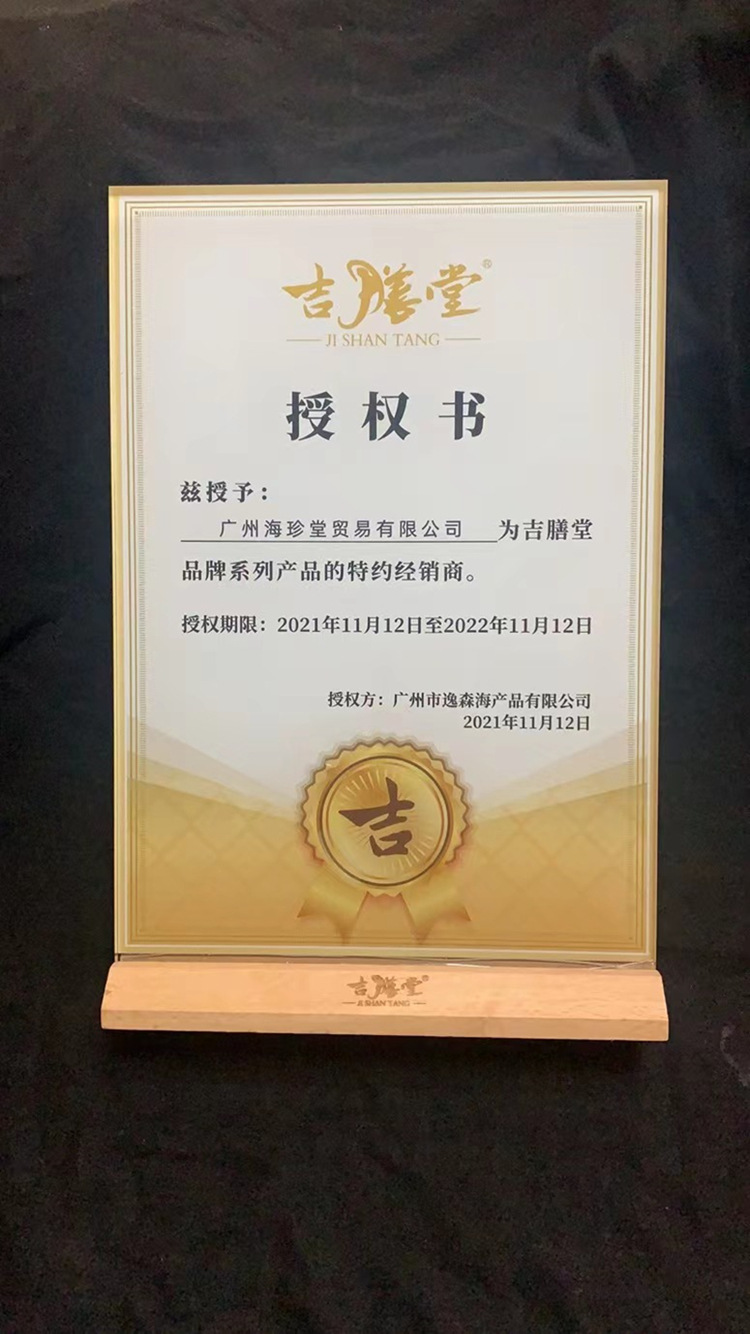 吉膳堂®
JI SHAN TANG
授权书
兹授予：
广州海珍堂贸易有限公司 为吉膳堂
品牌系列产品的特约经销商。
授权期限：2021年11月12日至2022年11月12日
授权方：广州市逸森海产品有限公司
2021年11月12日
吉
吉膳堂®
JI SHAN TANG